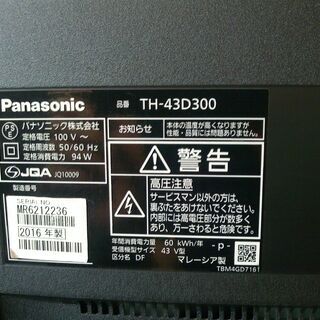 Panasonic
品番 TH-43D300
PSE
パナソニック株式会社
定格電圧 100 V~
定格周波数 50/60 Hz
定格消費電力 94 W
お知らせ
本体の温度が高くなりますが
性能・品質には問題ありません。
JQA JQ10009
製造番号
SERIAL NO.
MR6212236
2016 年製
警告
高圧注意
サービスマン以外の方は、裏ぶ
たをあけないでください。
内部には高電圧部分が数多く
あり、万一さわると危険です。
年間消費電力量 60 kWh/年
受信機型サイズ 43 V型
区分名 DF
-p-
マレーシア製
TBM4GD7161